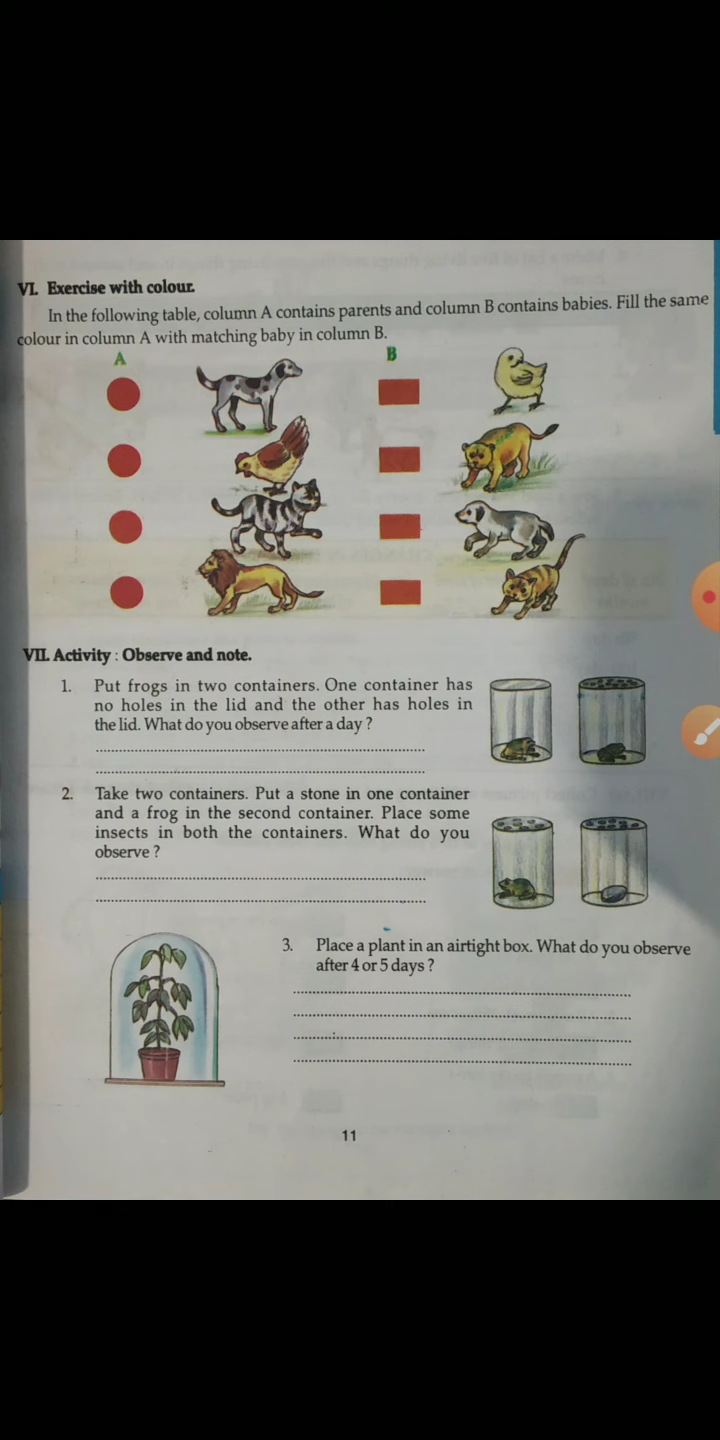 VI. Exercise with colour.
In the following table, column A contains parents and column B contains babies. Fill the same
colour in column A with matching baby in column B.
A B
VII. Activity : Observe and note.
1. Put frogs in two containers. One container has
no holes in the lid and the other has holes in
the lid. What do you observe after a day ?
2. Take two containers. Put a stone in one container
and a frog in the second container. Place some
insects in both the containers. What do you
observe ?
3. Place a plant in an airtight box. What do you observe
after 4 or 5 days ?
11